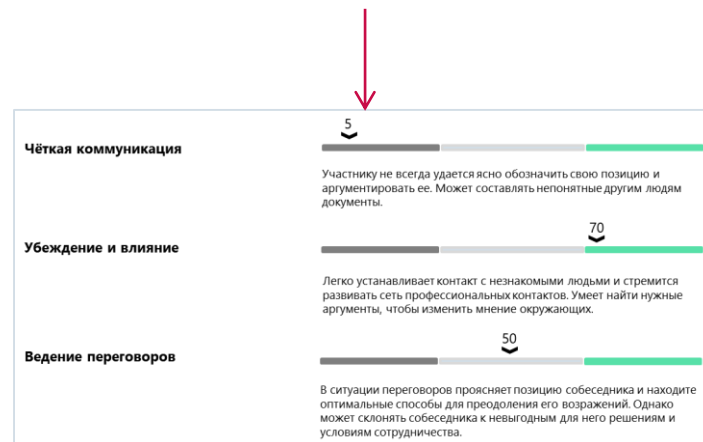 5
Чёткая коммуникация
Участнику не всегда удается ясно обозначить свою позицию и
аргументировать ее. Может составлять непонятные другим людям
документы.
70
Убеждение и влияние
Легко устанавливает контакт с незнакомыми людьми и стремится
развивать сеть профессиональных контактов. Умеет найти нужные
аргументы, чтобы изменить мнение окружающих.
50
Ведение переговоров
В ситуации переговоров проясняет позицию собеседника и находите
оптимальные способы для преодоления его возражений. Однако
может склонять собеседника к невыгодным для него решениям и
условиям сотрудничества.